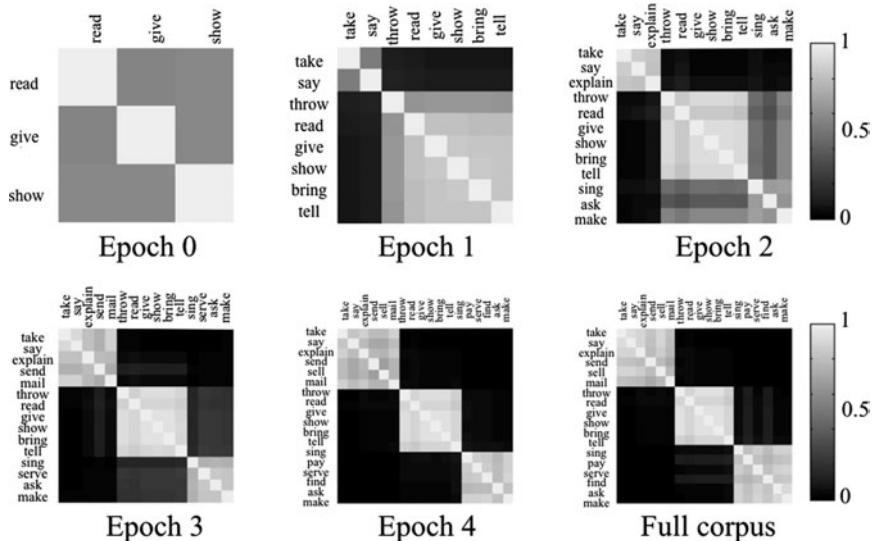 read give show
read
give
show
Epoch 0
take say throw read give show bring tell
take
say
throw
read
give
show
bring
tell
Epoch 1
take say explain throw read give show bring tell sing ask make
take
say
explain
throw
read
give
show
bring
tell
sing
ask
make
Epoch 2
1
0.5
0
take say explain send mail throw read give show bring tell sing serve ask make
take
say
explain
send
mail
throw
read
give
show
bring
tell
sing
serve
ask
make
Epoch 3
take say explain send sell mail throw read give show bring tell sing pay serve find ask make
take
say
explain
send
sell
mail
throw
read
give
show
bring
tell
sing
pay
serve
find
ask
make
Epoch 4
take say explain send sell mail throw read give show bring tell sing pay serve find ask make
take
say
explain
send
sell
mail
throw
read
give
show
bring
tell
sing
pay
serve
find
ask
make
Full corpus
1
0.5
0